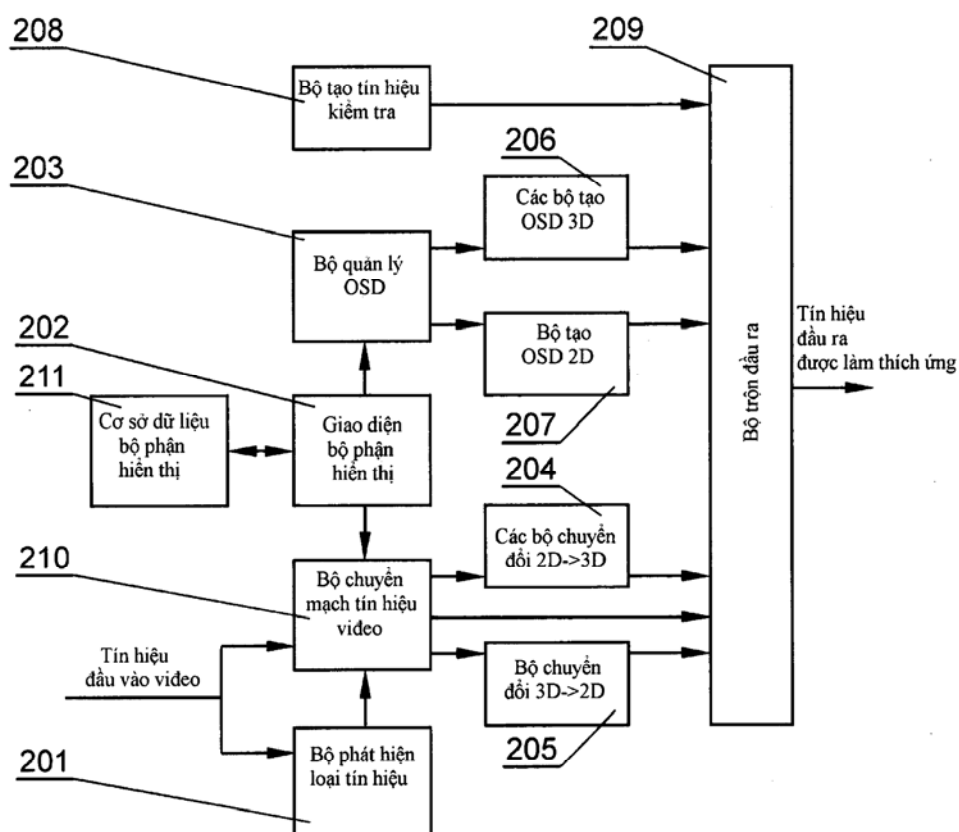 208
Bộ tạo tín hiệu
kiểm tra
209
203
206
Các bộ tạo
OSD 3D
Bộ quản lý
OSD
202
Bộ tạo
OSD 2D
207
211
Cơ sở dữ liệu
bộ phận
hiển thị
Giao diện
bộ phận
hiển thị
204
Các bộ chuyển
đổi 2D->3D
210
Bộ chuyển
mạch tín hiệu
video
Tín hiệu
đầu vào video
Bộ chuyển
đổi 3D->2D
205
201
Bộ phát hiện
loại tín hiệu
Bộ trộn đầu ra
Tín hiệu
đầu ra
được làm thích ứng